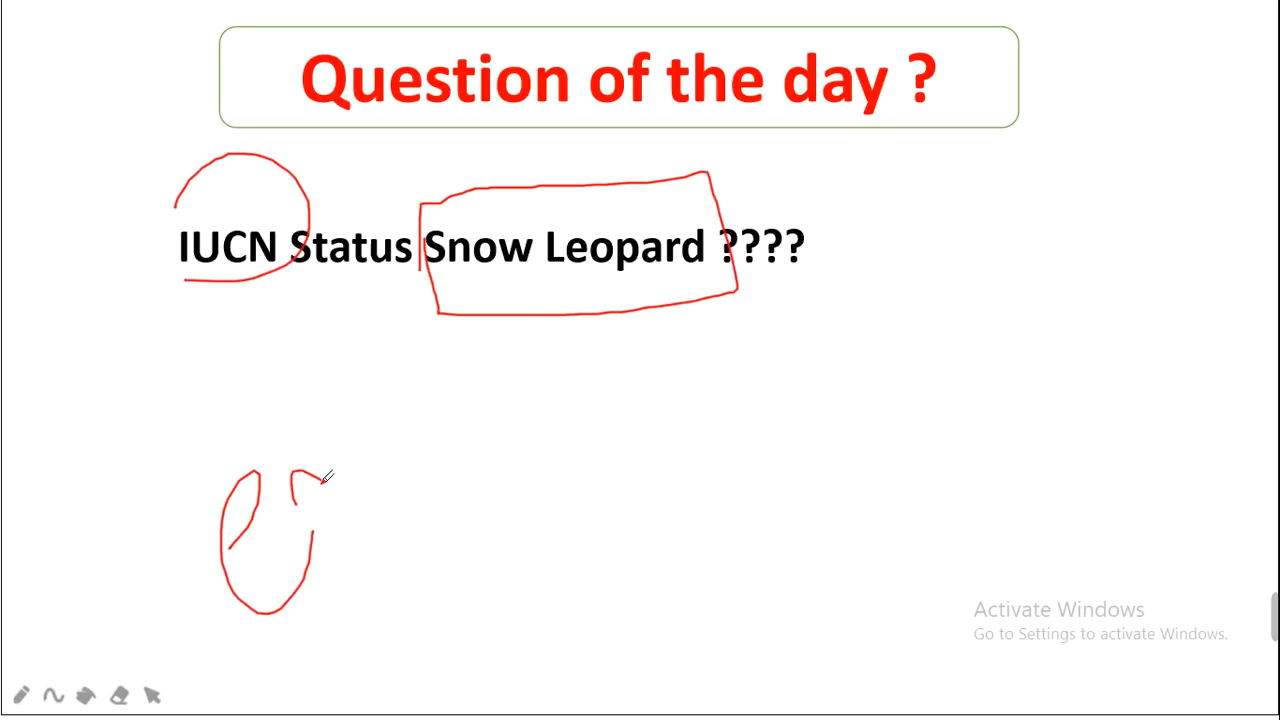 Question of the day ?
IUCN Status Snow Leopard ????
Activate Windows
Go to Settings to activate Windows.